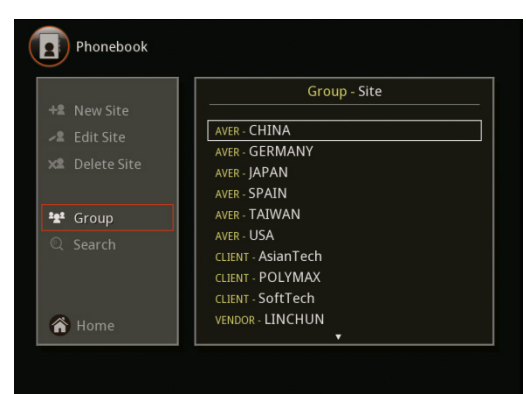 Phonebook
New Site
Edit Site
Delete Site
Group
Search
Home
Group - Site
AVER - CHINA
AVER - GERMANY
AVER - JAPAN
AVER - SPAIN
AVER - TAIWAN
AVER - USA
CLIENT - AsianTech
CLIENT - POLYMAX
CLIENT - SoftTech
VENDOR - LINCHUN